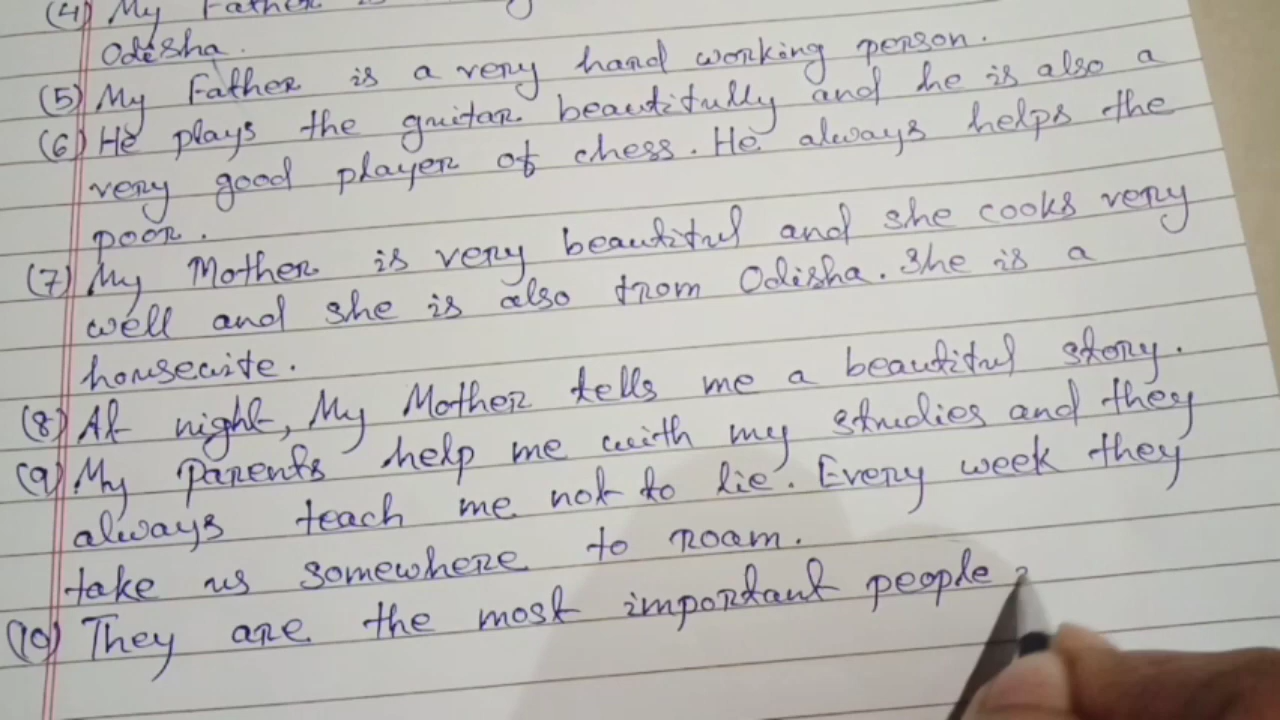 (4) My Father is
Odisha.
(5) My Father is a very hard working person.
(6) He plays the guitar beautifully and he is also a
very good player of chess. He always helps the
poor.
(7) My Mother is very beautiful and she cooks very
well and she is also from Odisha. She is a
housewife.
(8) At night, My Mother tells me a beautiful story.
(9) My parents help me with my studies and they
always teach me not to lie. Every week they
take us somewhere to roam.
(10) They are the most important people